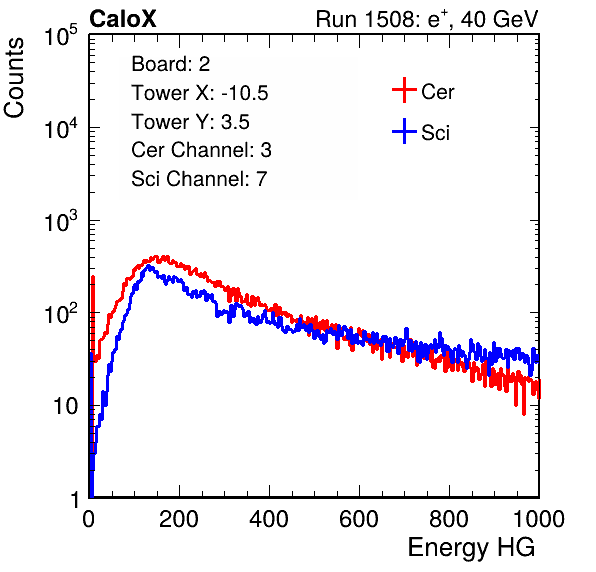 CaloX Run 1508: e⁺, 40 GeV
Counts
10⁵
10⁴
10³
10²
10
1
Board: 2
Tower X: -10.5
Tower Y: 3.5
Cer Channel: 3
Sci Channel: 7
Cer
Sci
0 200 400 600 800 1000
Energy HG